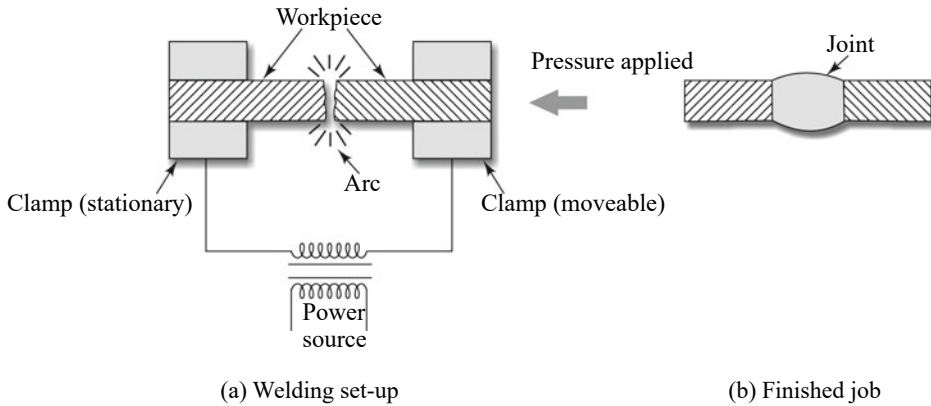 Workpiece
Joint
Pressure applied
Arc
Clamp (stationary)
Clamp (moveable)
Power
source
(a) Welding set-up
(b) Finished job